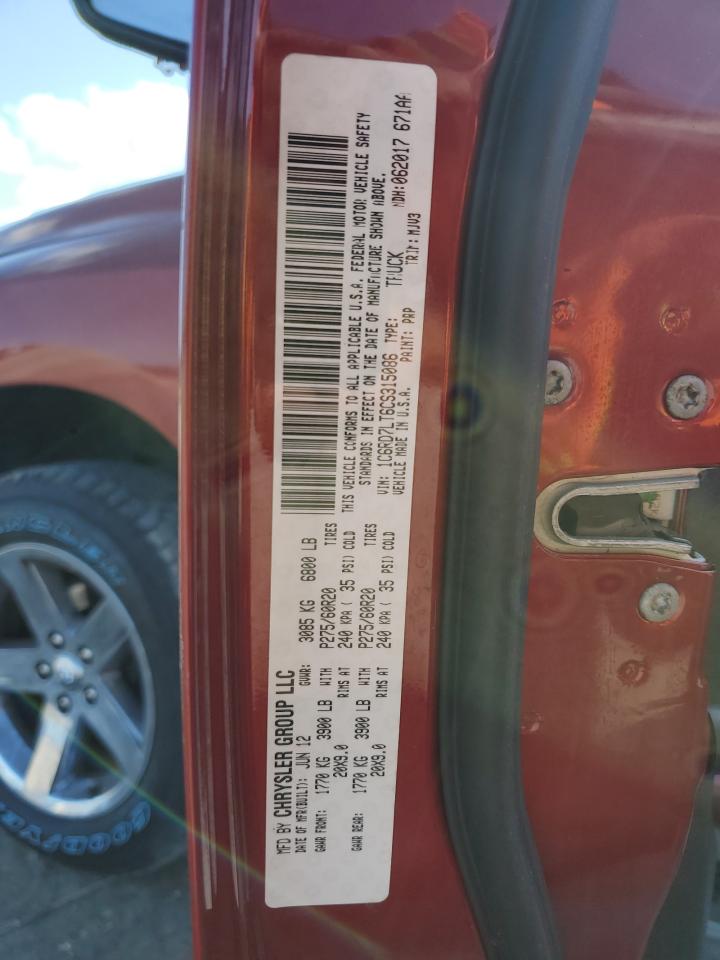 MFD BY CHRYSLER GROUP LLC
DATE OF MFR(BUILT): JUN 12 GVWR: 3085 KG 6800 LB
GAWR FRONT: 1770 KG 3900 LB WITH P275/60R20 TIRES
20X9.0 RIMS AT 240 KPA ( 35 PSI) COLD
GAWR REAR: 1770 KG 3900 LB WITH P275/60R20 TIRES
20X9.0 RIMS AT 240 KPA ( 35 PSI) COLD
THIS VEHICLE CONFORMS TO ALL APPLICABLE U.S.A. FEDERAL MOTOR VEHICLE SAFETY
STANDARDS IN EFFECT ON THE DATE OF MANUFACTURE SHOWN ABOVE.
VIN: 1C6RD7LT6CS315086 TYPE: TRUCK MDH:062017 671AA
VEHICLE MADE IN U.S.A. PAINT: PRP TRIM: MJV3
WRANGLER
GOODYEAR